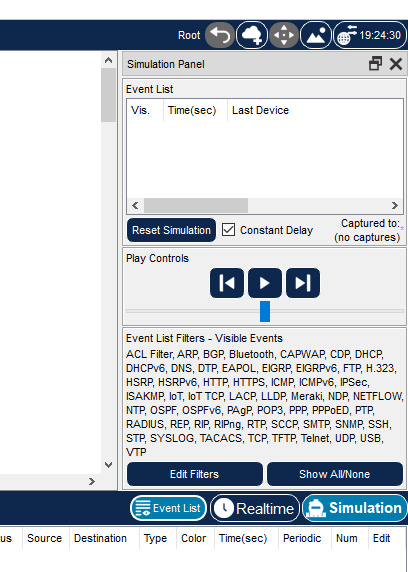 Root 19:24:30
Simulation Panel
Event List
Vis. Time(sec) Last Device
Reset Simulation Constant Delay Captured to:
(no captures)
Play Controls
Event List Filters - Visible Events
ACL Filter, ARP, BGP, Bluetooth, CAPWAP, CDP, DHCP,
DHCPv6, DNS, DTP, EAPOL, EIGRP, EIGRPv6, FTP, H.323,
HSRP, HSRPv6, HTTP, HTTPS, ICMP, ICMPv6, IPSec,
ISAKMP, IoT, IoT TCP, LACP, LLDP, Meraki, NDP, NETFLOW,
NTP, OSPF, OSPFv6, PAgP, POP3, PPP, PPPoED, PTP,
RADIUS, REP, RIP, RIPng, RTP, SCCP, SMTP, SNMP, SSH,
STP, SYSLOG, TACACS, TCP, TFTP, Telnet, UDP, USB,
VTP
Edit Filters Show All/None
Event List Realtime Simulation
us Source Destination Type Color Time(sec) Periodic Num Edit